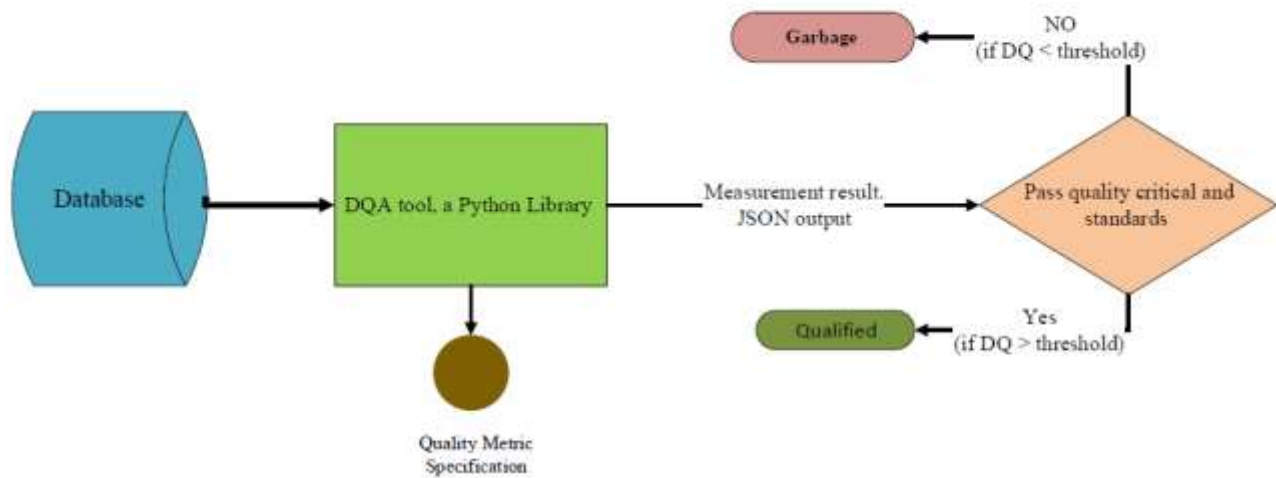 Database
DQA tool, a Python Library
Quality Metric
Specification
Measurement result.
JSON output
Pass quality critical and
standards
NO
(if DQ < threshold)
Garbage
Yes
(if DQ > threshold)
Qualified